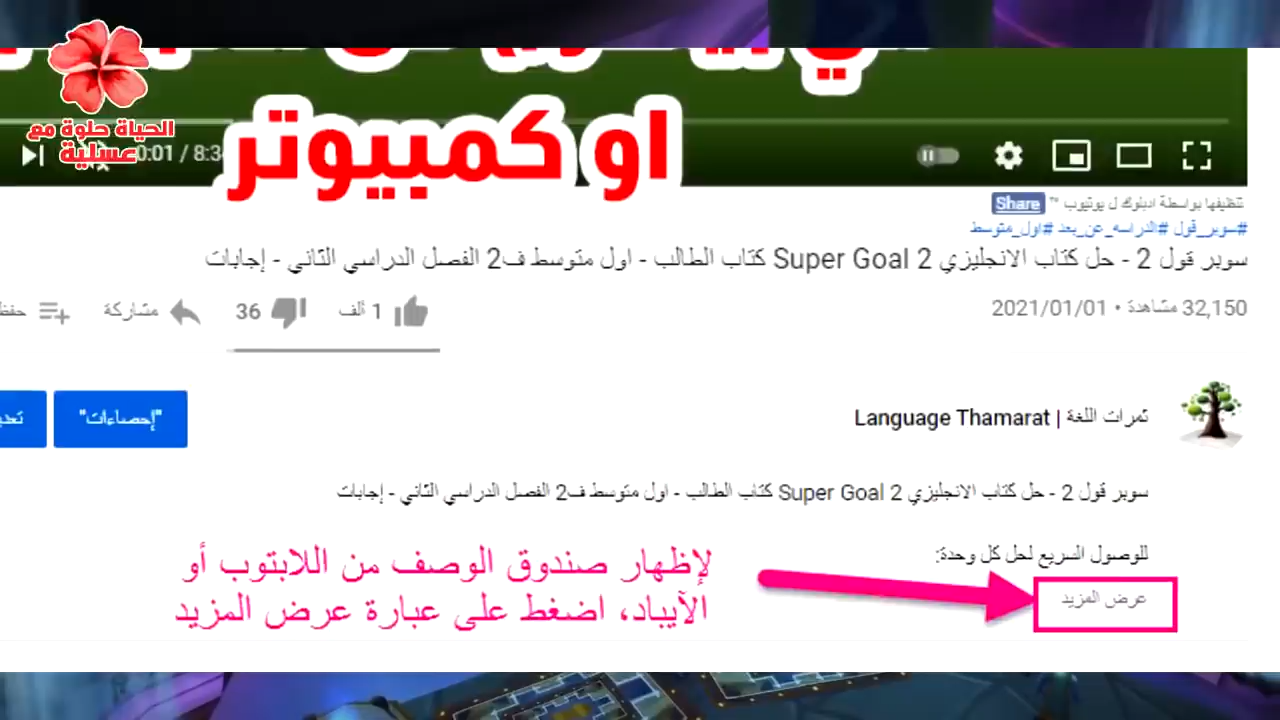 او كمبيوتر
الحياة حلوة مع
عسلية
0:01 / 8:3
تنظيفها بواسطة ادبلوك ل يوتيوب ™ Share
#سوبر_قول #الدراسه_عن_بعد #اول_متوسط
سوبر قول 2 - حل كتاب الانجليزي Super Goal 2 كتاب الطالب - اول متوسط ف2 الفصل الدراسي الثاني - إجابات
32,150 مشاهدة • 2021/01/01
1 ألف 36 مشاركة حفظ
ثمرات اللغة | Language Thamarat
"إحصاءات"
سوبر قول 2 - حل كتاب الانجليزي Super Goal 2 كتاب الطالب - اول متوسط ف2 الفصل الدراسي الثاني - إجابات
للوصول السريع لحل كل وحدة:
عرض المزيد
لإظهار صندوق الوصف من اللابتوب أو
الآيباد، اضغط على عبارة عرض المزيد